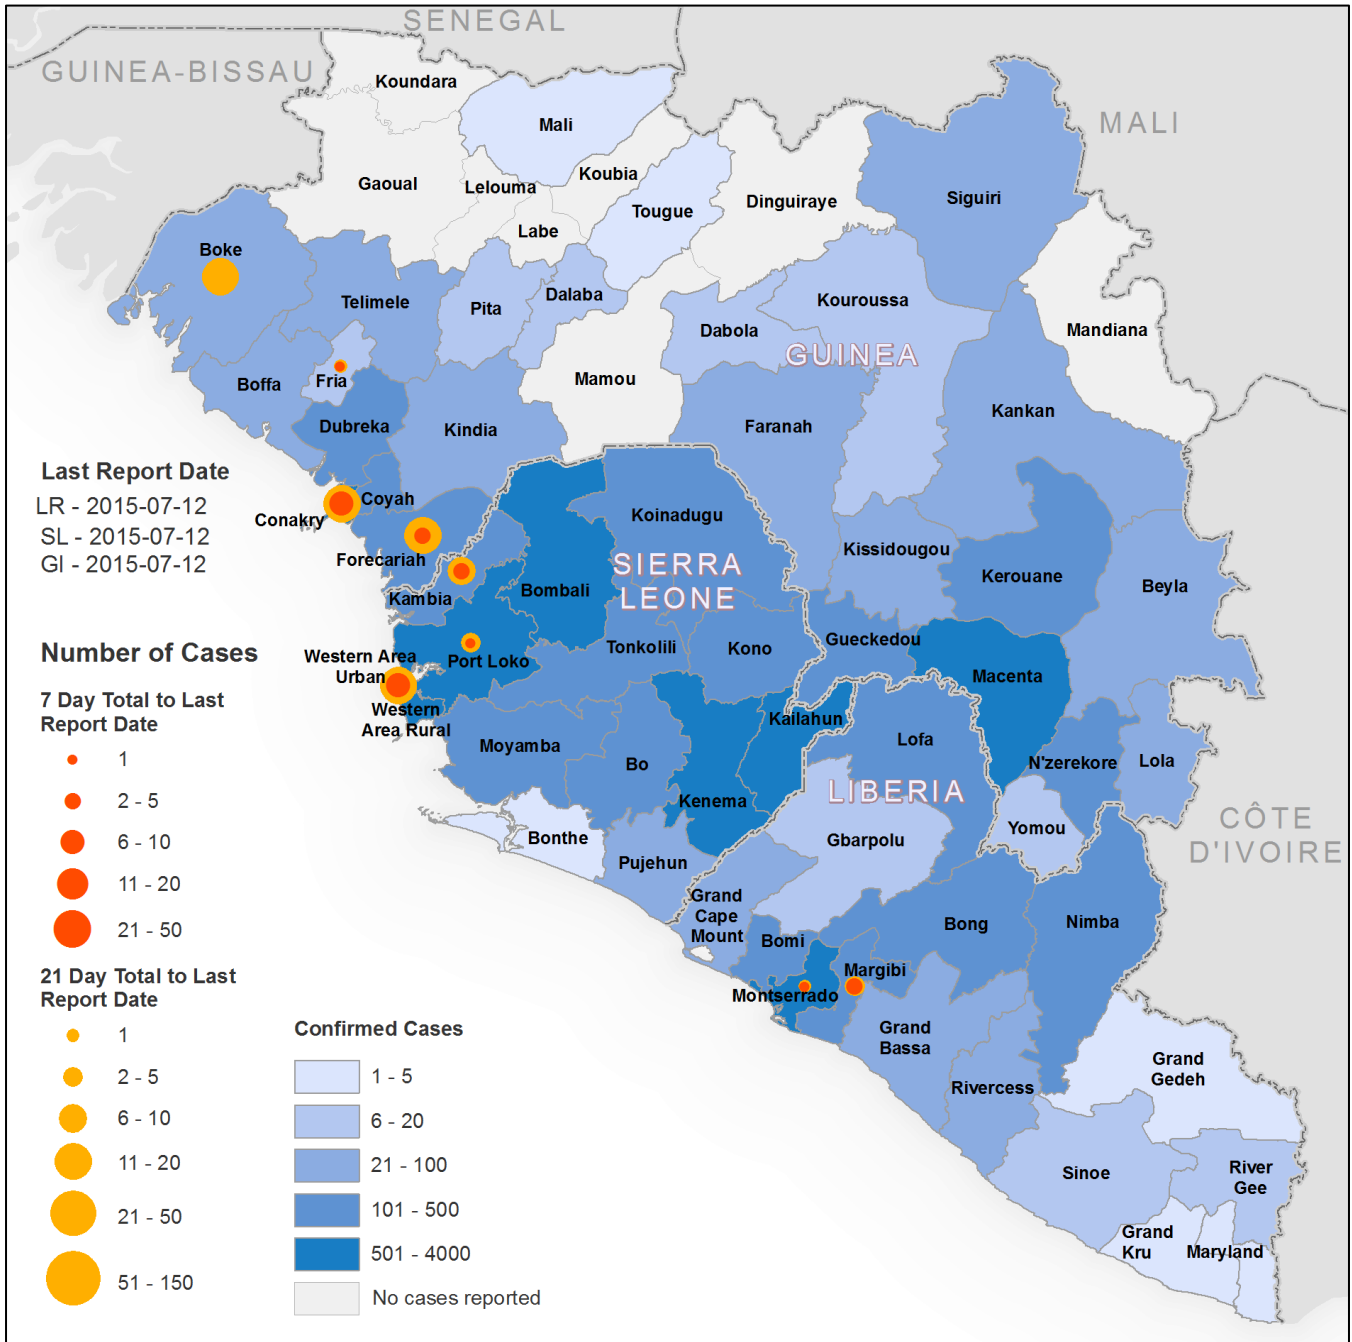 SENEGAL
GUINEA-BISSAU
MALI
Koundara
Mali
Koubia
Gaoual
Lelouma
Tougue
Dinguiraye
Siguiri
Labe
Boke
Telimele
Pita
Dalaba
Kouroussa
Dabola
Mandiana
GUINEA
Boffa
Fria
Mamou
Kankan
Dubreka
Kindia
Faranah
Last Report Date
LR - 2015-07-12
SL - 2015-07-12
GI - 2015-07-12
Coyah
Conakry
Forecariah
Koinadugu
Kissidougou
SIERRA
LEONE
Kerouane
Beyla
Kambia
Bombali
Gueckedou
Tonkolili
Kono
Western Area
Urban
Port Loko
Macenta
Western
Area Rural
Kailahun
Lofa
Moyamba
Bo
N'zerekore
Lola
Kenema
LIBERIA
Yomou
CÔTE
D'IVOIRE
Bonthe
Gbarpolu
Pujehun
Grand
Cape
Mount
Bomi
Bong
Nimba
Margibi
Montserrado
Grand
Bassa
Rivercess
Grand
Gedeh
Sinoe
River
Gee
Grand
Kru
Maryland
Number of Cases
7 Day Total to Last
Report Date
1
2 - 5
6 - 10
11 - 20
21 - 50
21 Day Total to Last
Report Date
1
2 - 5
6 - 10
11 - 20
21 - 50
51 - 150
Confirmed Cases
1 - 5
6 - 20
21 - 100
101 - 500
501 - 4000
No cases reported